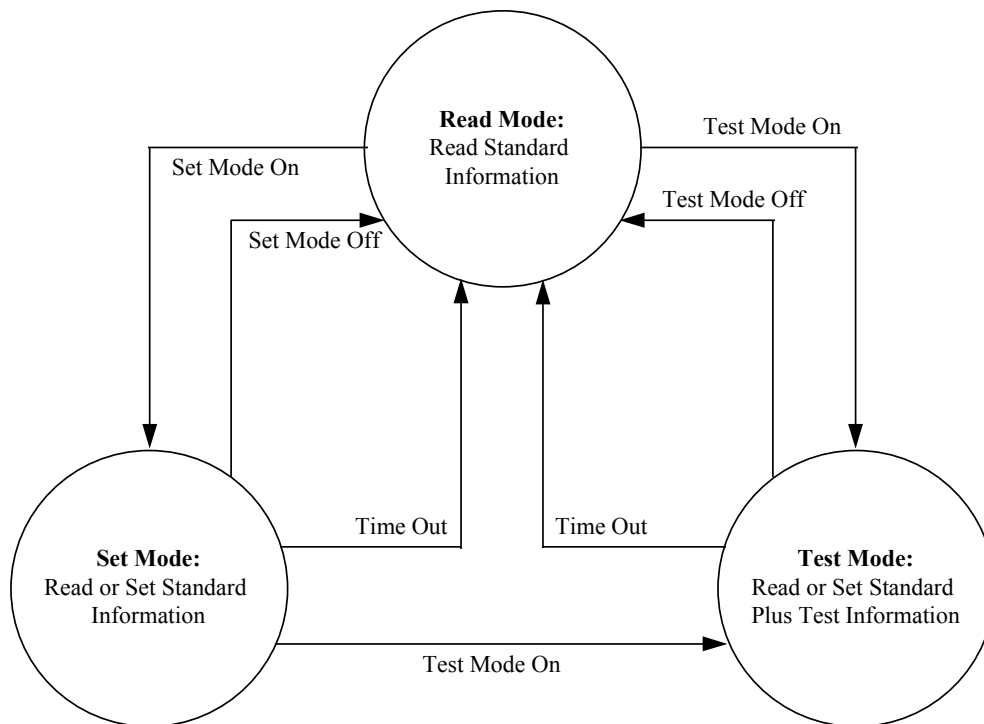 Read Mode:
Read Standard
Information
Test Mode On
Set Mode On
Test Mode Off
Set Mode Off
Time Out
Time Out
Set Mode:
Read or Set Standard
Information
Test Mode:
Read or Set Standard
Plus Test Information
Test Mode On